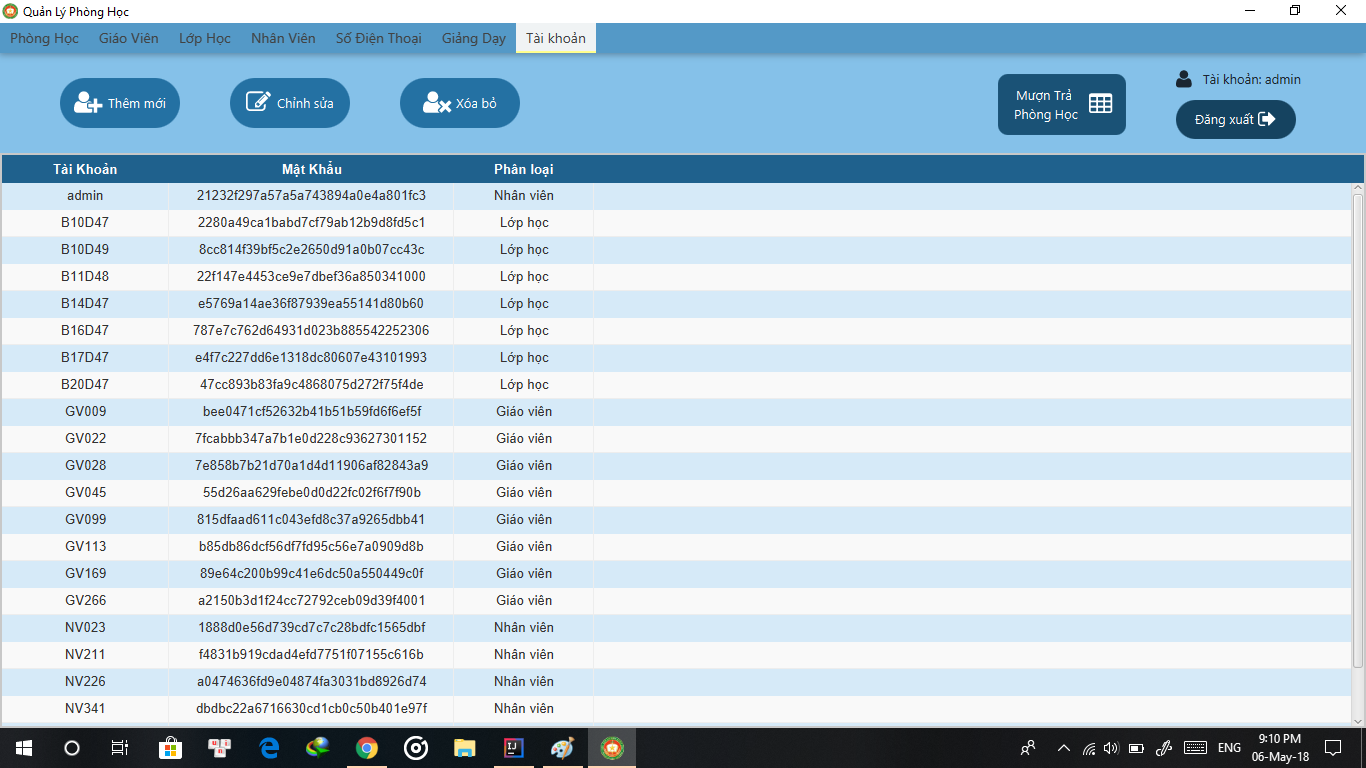 Quản Lý Phòng Học
Phòng Học Giáo Viên Lớp Học Nhân Viên Số Điện Thoại Giảng Dạy Tài khoản
Thêm mới Chỉnh sửa Xóa bỏ
Mượn Trả
Phòng Học
Tài khoản: admin
Đăng xuất
Tài Khoản Mật Khẩu Phân loại
admin 21232f297a57a5a743894a0e4a801fc3 Nhân viên
B10D47 2280a49ca1babd7cf79ab12b9d8fd5c1 Lớp học
B10D49 8cc814f39bf5c2e2650d91a0b07cc43c Lớp học
B11D48 22f147e4453ce9e7dbef36a850341000 Lớp học
B14D47 e5769a14ae36f87939ea55141d80b60 Lớp học
B16D47 787e7c762d64931d023b885542252306 Lớp học
B17D47 e4f7c227dd6e1318dc80607e43101993 Lớp học
B20D47 47cc893b83fa9c4868075d272f75f4de Lớp học
GV009 bee0471cf52632b41b51b59fd6f6ef5f Giáo viên
GV022 7fcabbb347a7b1e0d228c93627301152 Giáo viên
GV028 7e858b7b21d70a1d4d11906af82843a9 Giáo viên
GV045 55d26aa629febe0d0d22fc02f6f7f90b Giáo viên
GV099 815dfaad611c043efd8c37a9265dbb41 Giáo viên
GV113 b85db86dcf56df7fd95c56e7a0909d8b Giáo viên
GV169 89e64c200b99c41e6dc50a550449c0f Giáo viên
GV266 a2150b3d1f24cc72792ceb09d39f4001 Giáo viên
NV023 1888d0e56d739cd7c7c28bdfc1565dbf Nhân viên
NV211 f4831b919cdad4efd7751f07155c616b Nhân viên
NV226 a0474636fd9e04874fa3031bd8926d74 Nhân viên
NV341 dbdbc22a6716630cd1cb0c50b401e97f Nhân viên
ENG
9:10 PM
06-May-18